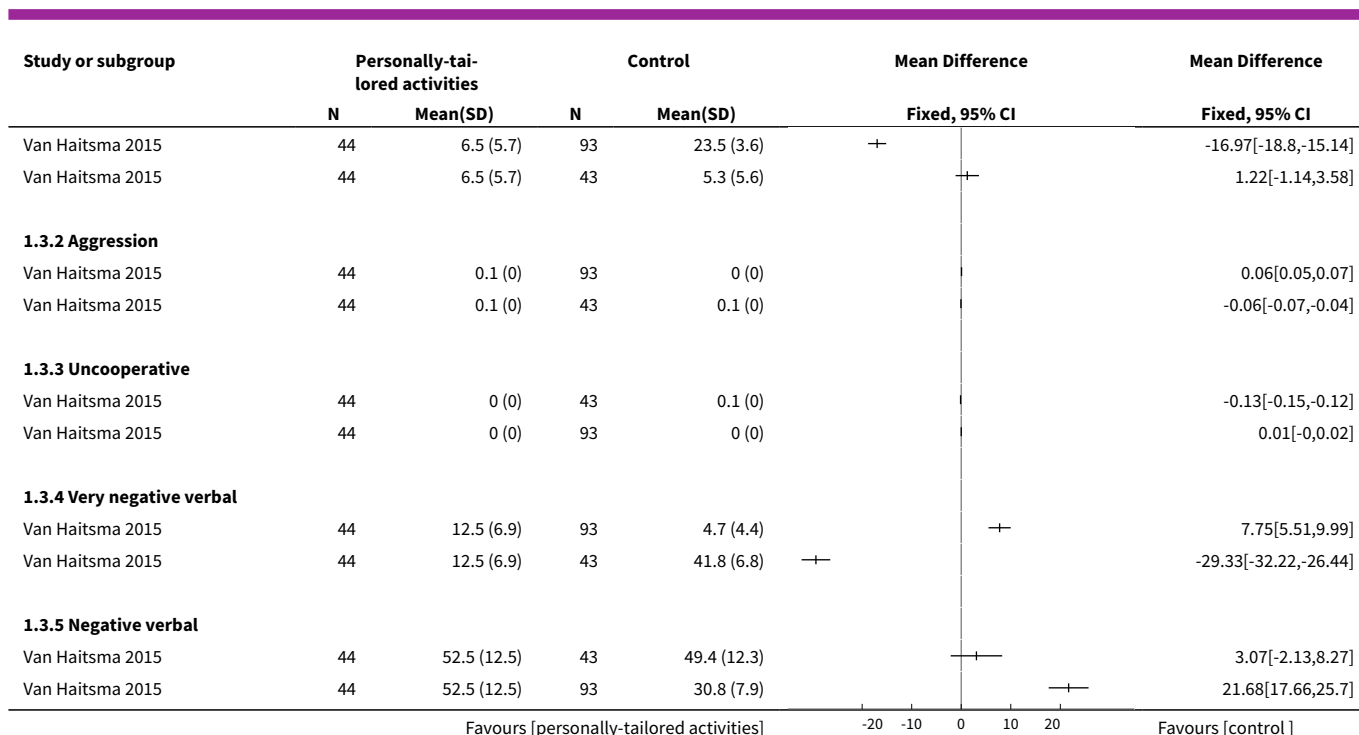 Study or subgroup Personally-tai- Control Mean Difference Mean Difference
lored activities
N Mean(SD) N Mean(SD) Fixed, 95% CI Fixed, 95% CI
Van Haitsma 2015 44 6.5 (5.7) 93 23.5 (3.6) -16.97[-18.8,-15.14]
Van Haitsma 2015 44 6.5 (5.7) 43 5.3 (5.6) 1.22[-1.14,3.58]
1.3.2 Aggression
Van Haitsma 2015 44 0.1 (0) 93 0 (0) 0.06[0.05,0.07]
Van Haitsma 2015 44 0.1 (0) 43 0.1 (0) -0.06[-0.07,-0.04]
1.3.3 Uncooperative
Van Haitsma 2015 44 0 (0) 43 0.1 (0) -0.13[-0.15,-0.12]
Van Haitsma 2015 44 0 (0) 93 0 (0) 0.01[-0,0.02]
1.3.4 Very negative verbal
Van Haitsma 2015 44 12.5 (6.9) 93 4.7 (4.4) 7.75[5.51,9.99]
Van Haitsma 2015 44 12.5 (6.9) 43 41.8 (6.8) -29.33[-32.22,-26.44]
1.3.5 Negative verbal
Van Haitsma 2015 44 52.5 (12.5) 43 49.4 (12.3) 3.07[-2.13,8.27]
Van Haitsma 2015 44 52.5 (12.5) 93 30.8 (7.9) 21.68[17.66,25.7]
Favours [personally-tailored activities] -20 -10 0 10 20 Favours [control ]